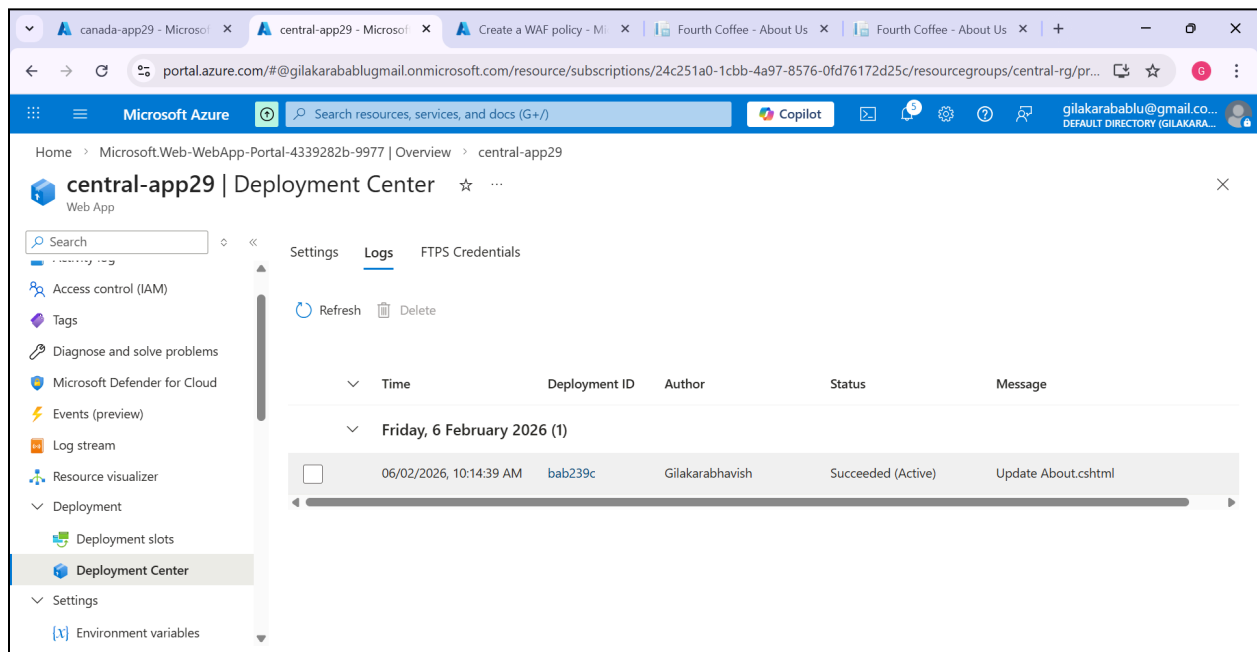 canada-app29 - Microsof
central-app29 - Microsof
Create a WAF policy - Mi
Fourth Coffee - About Us
Fourth Coffee - About Us
portal.azure.com/#@gilakarabablugmail.onmicrosoft.com/resource/subscriptions/24c251a0-1cbb-4a97-8576-0fd76172d25c/resourcegroups/central-rg/pr...
G
Microsoft Azure
Search resources, services, and docs (G+/)
Copilot
5
gilakarabablu@gmail.co...
DEFAULT DIRECTORY (GILAKARA...
Home > Microsoft.Web-WebApp-Portal-4339282b-9977 | Overview > central-app29
central-app29 | Deployment Center
Web App
Search
Activity log
Access control (IAM)
Tags
Diagnose and solve problems
Microsoft Defender for Cloud
Events (preview)
Log stream
Resource visualizer
Deployment
Deployment slots
Deployment Center
Settings
Environment variables
Settings Logs FTPS Credentials
Refresh Delete
Time Deployment ID Author Status Message
Friday, 6 February 2026 (1)
06/02/2026, 10:14:39 AM bab239c Gilakarabhavish Succeeded (Active) Update About.cshtml